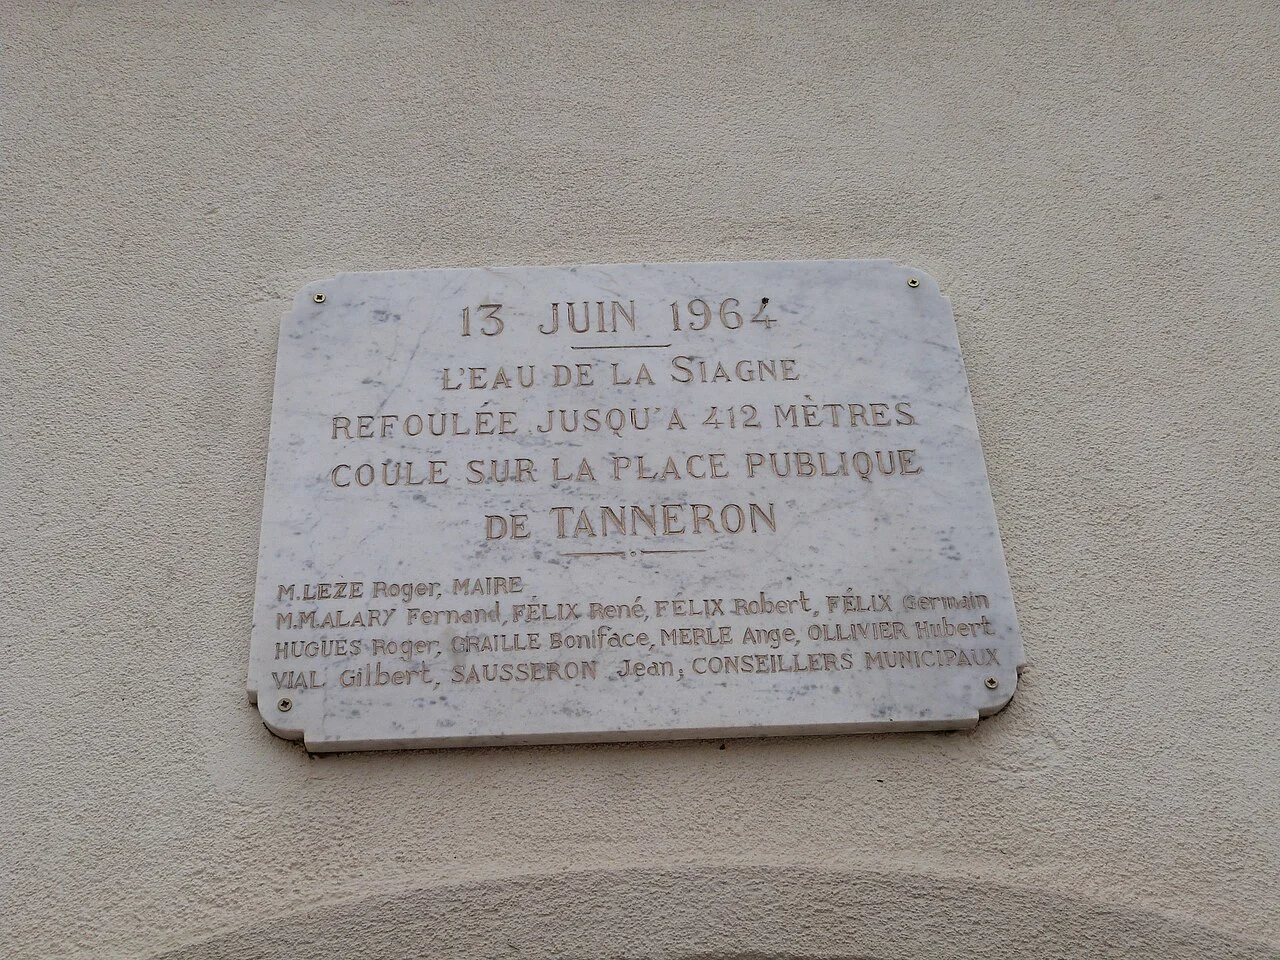 13 JUIN 1964
L'EAU DE LA SIAGNE
REFOULÉE JUSQU'A 412 MÈTRES
COULE SUR LA PLACE PUBLIQUE
DE TANNERON
M.LEZE Roger, MAIRE
M.MALARY Fernand, FÉLIX René, FÉLIX Robert, FÉLIX Germain
HUGUES Roger, GRAILLE Boniface, MERLE Ange, OLLIVIER Hubert
VIAL Gilbert, SAUSSERON Jean; CONSEILLERS MUNICIPAUX